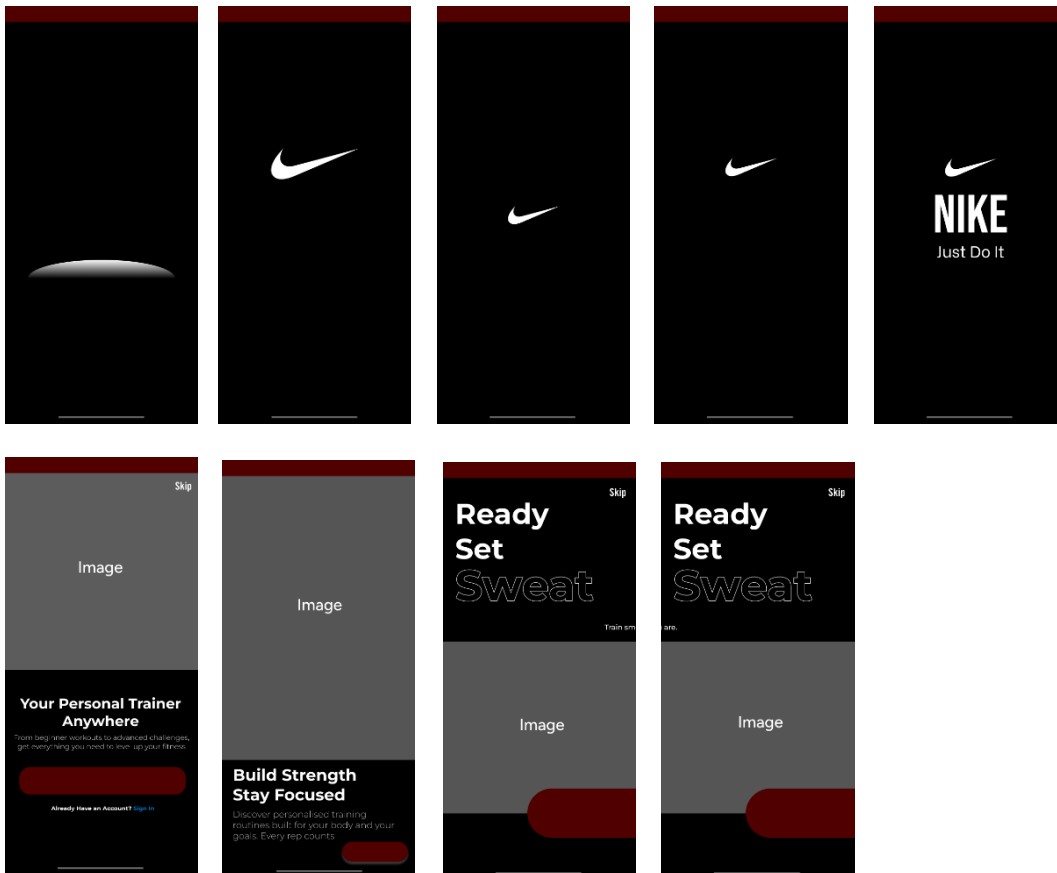 NIKE
Just Do It
Skip
Image
Your Personal Trainer
Anywhere
From beginner workouts to advanced challenges,
get everything you need to level up your fitness
Already Have an Account? Sign In
Image
Build Strength
Stay Focused
Discover personalised training
routines built for your body and your
goals. Every rep counts
Skip
Ready
Set
Sweat
Train sm
Image
Skip
Ready
Set
Sweat
are.
Image